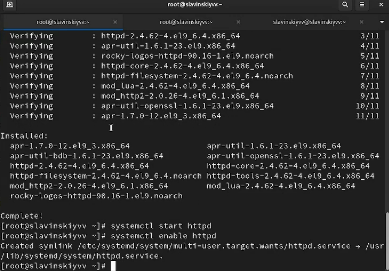 root@slavinskiyvv:~
root@slavinskiyvv:~
root@slavinskiyvv:~
slavinskiyvv@slavinskiyv...
Verifying : httpd-2.4.62-4.el9_6.4.x86_64 3/11
Verifying : apr-util-1.6.1-23.el9.x86_64 4/11
Verifying : rocky-logos-httpd-90.16-1.el9.noarch 5/11
Verifying : httpd-core-2.4.62-4.el9_6.4.x86_64 6/11
Verifying : httpd-filesystem-2.4.62-4.el9_6.4.noarch 7/11
Verifying : mod_lua-2.4.62-4.el9_6.4.x86_64 8/11
Verifying : mod_http2-2.0.26-4.el9_6.1.x86_64 9/11
Verifying : apr-util-openssl-1.6.1-23.el9.x86_64 10/11
Verifying : apr-1.7.0-12.el9_3.x86_64 11/11
Installed:
apr-1.7.0-12.el9_3.x86_64 apr-util-1.6.1-23.el9.x86_64
apr-util-bdb-1.6.1-23.el9.x86_64 apr-util-openssl-1.6.1-23.el9.x86_64
httpd-2.4.62-4.el9_6.4.x86_64 httpd-core-2.4.62-4.el9_6.4.x86_64
httpd-filesystem-2.4.62-4.el9_6.4.noarch httpd-tools-2.4.62-4.el9_6.4.x86_64
mod_http2-2.0.26-4.el9_6.1.x86_64 mod_lua-2.4.62-4.el9_6.4.x86_64
rocky-logos-httpd-90.16-1.el9.noarch
Complete!
[root@slavinskiyvv ~]# systemctl start httpd
[root@slavinskiyvv ~]# systemctl enable httpd
Created symlink /etc/systemd/system/multi-user.target.wants/httpd.service → /usr
/lib/systemd/system/httpd.service.
[root@slavinskiyvv ~]#